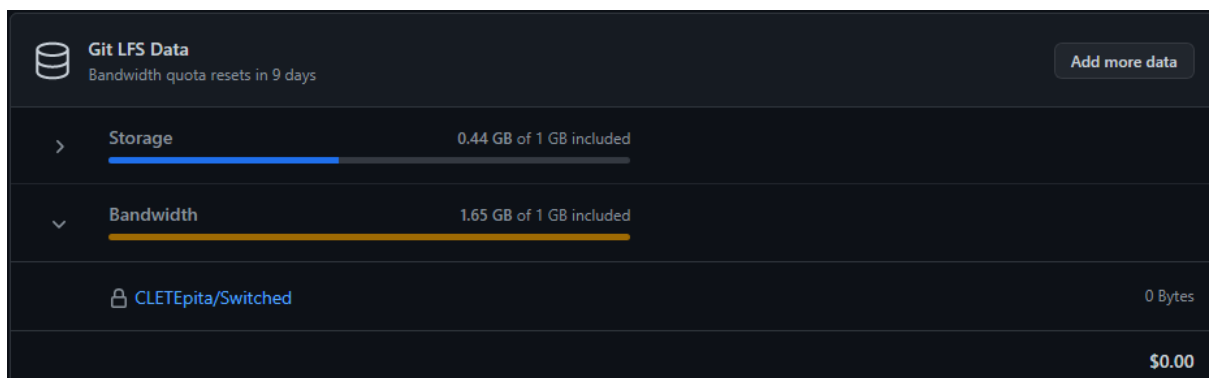 Git LFS Data
Bandwidth quota resets in 9 days
Add more data
Storage
0.44 GB of 1 GB included
Bandwidth
1.65 GB of 1 GB included
CLETEpita/Switched
0 Bytes
$0.00